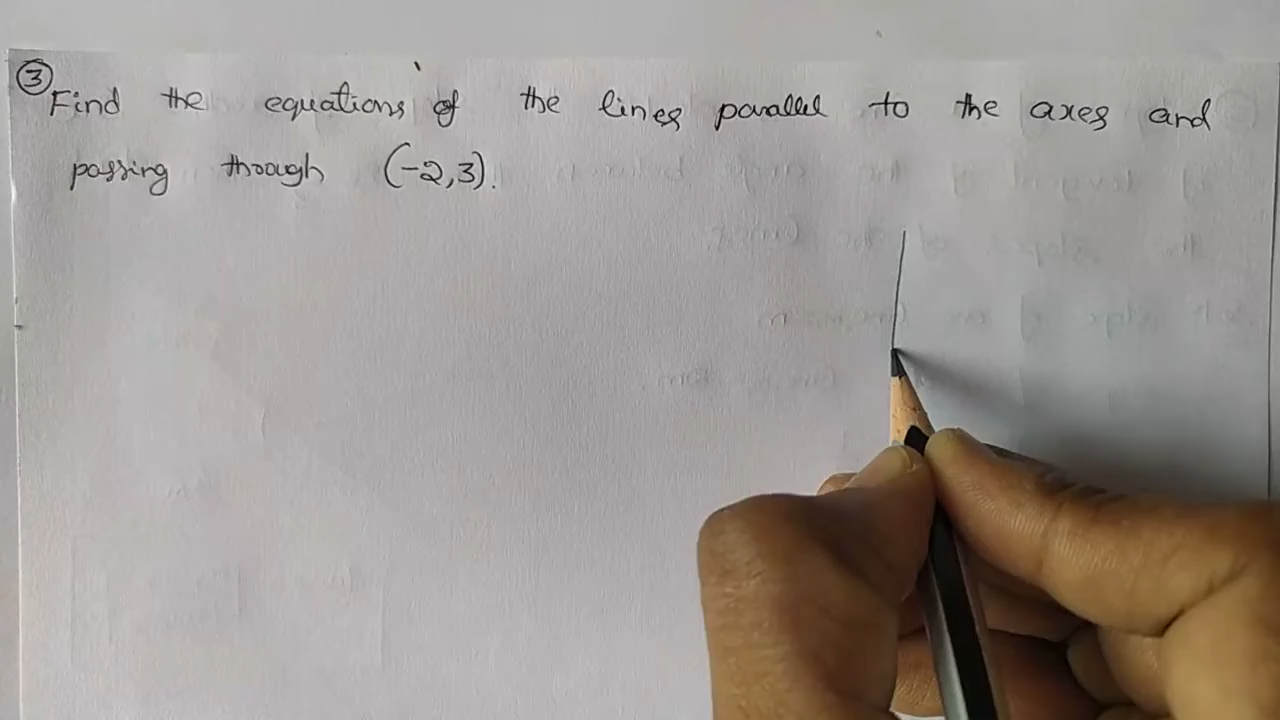 ③ Find the equations of the lines parallel to the axes and
passing through (-2,3).